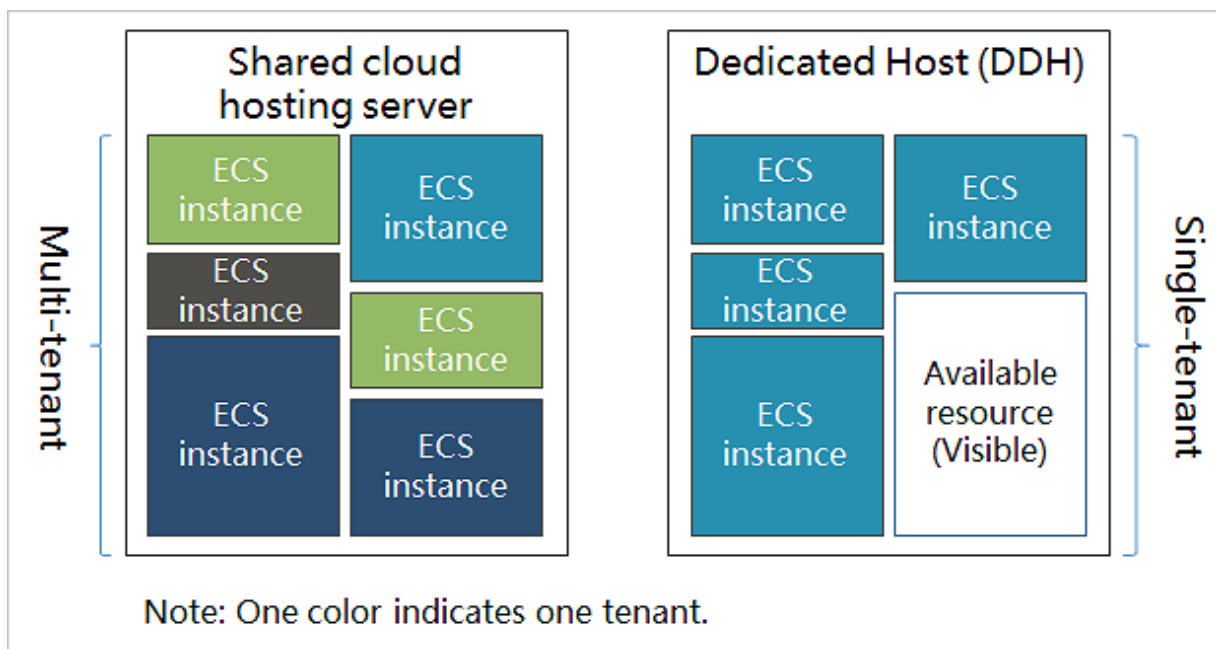 Shared cloud
hosting server
ECS
instance
ECS
instance
ECS
instance
ECS
instance
ECS
instance
ECS
instance
Multi-tenant
Dedicated Host (DDH)
ECS
instance
ECS
instance
ECS
instance
ECS
instance
Available
resource
(Visible)
Single-tenant
Note: One color indicates one tenant.